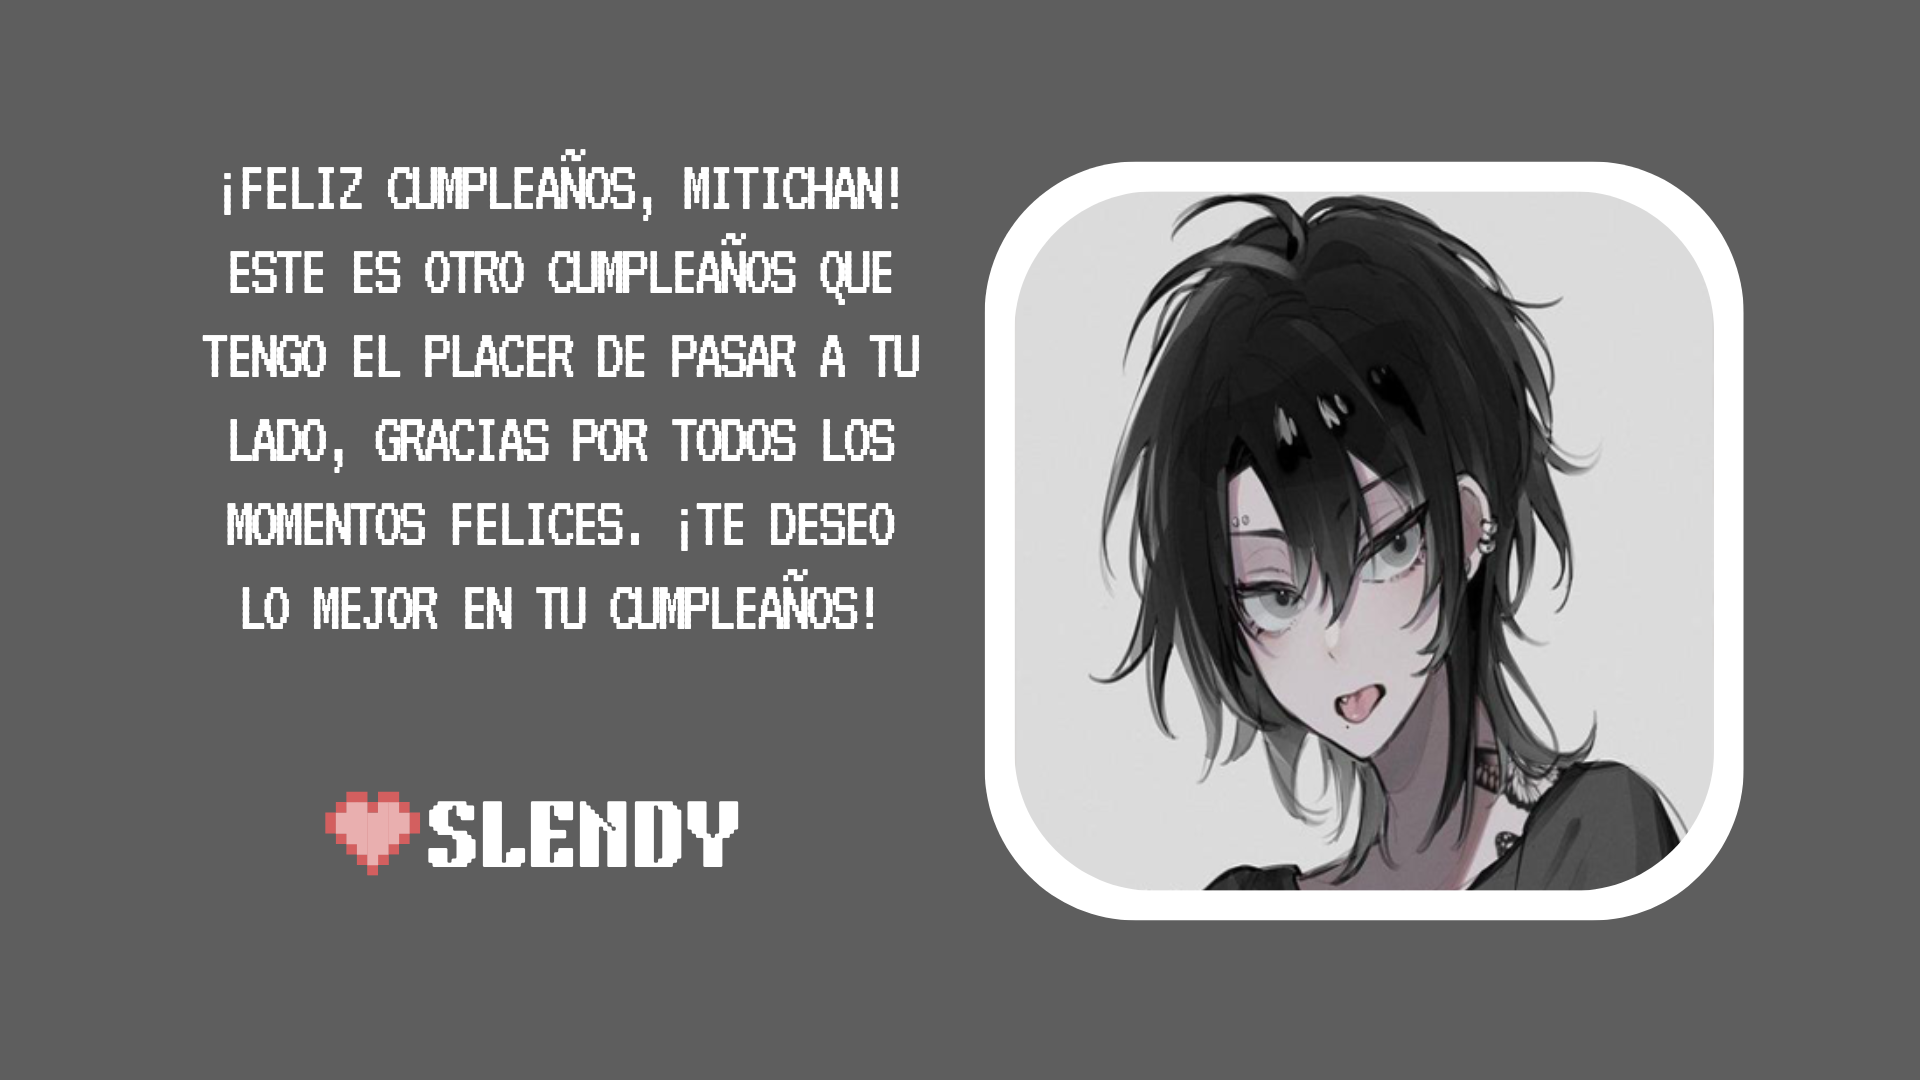 ¡FELIZ CUMPLEAÑOS, MITICHAN!
ESTE ES OTRO CUMPLEAÑOS QUE
TENGO EL PLACER DE PASAR A TU
LADO, GRACIAS POR TODOS LOS
MOMENTOS FELICES. ¡TE DESEO
LO MEJOR EN TU CUMPLEAÑOS!
SLENDY